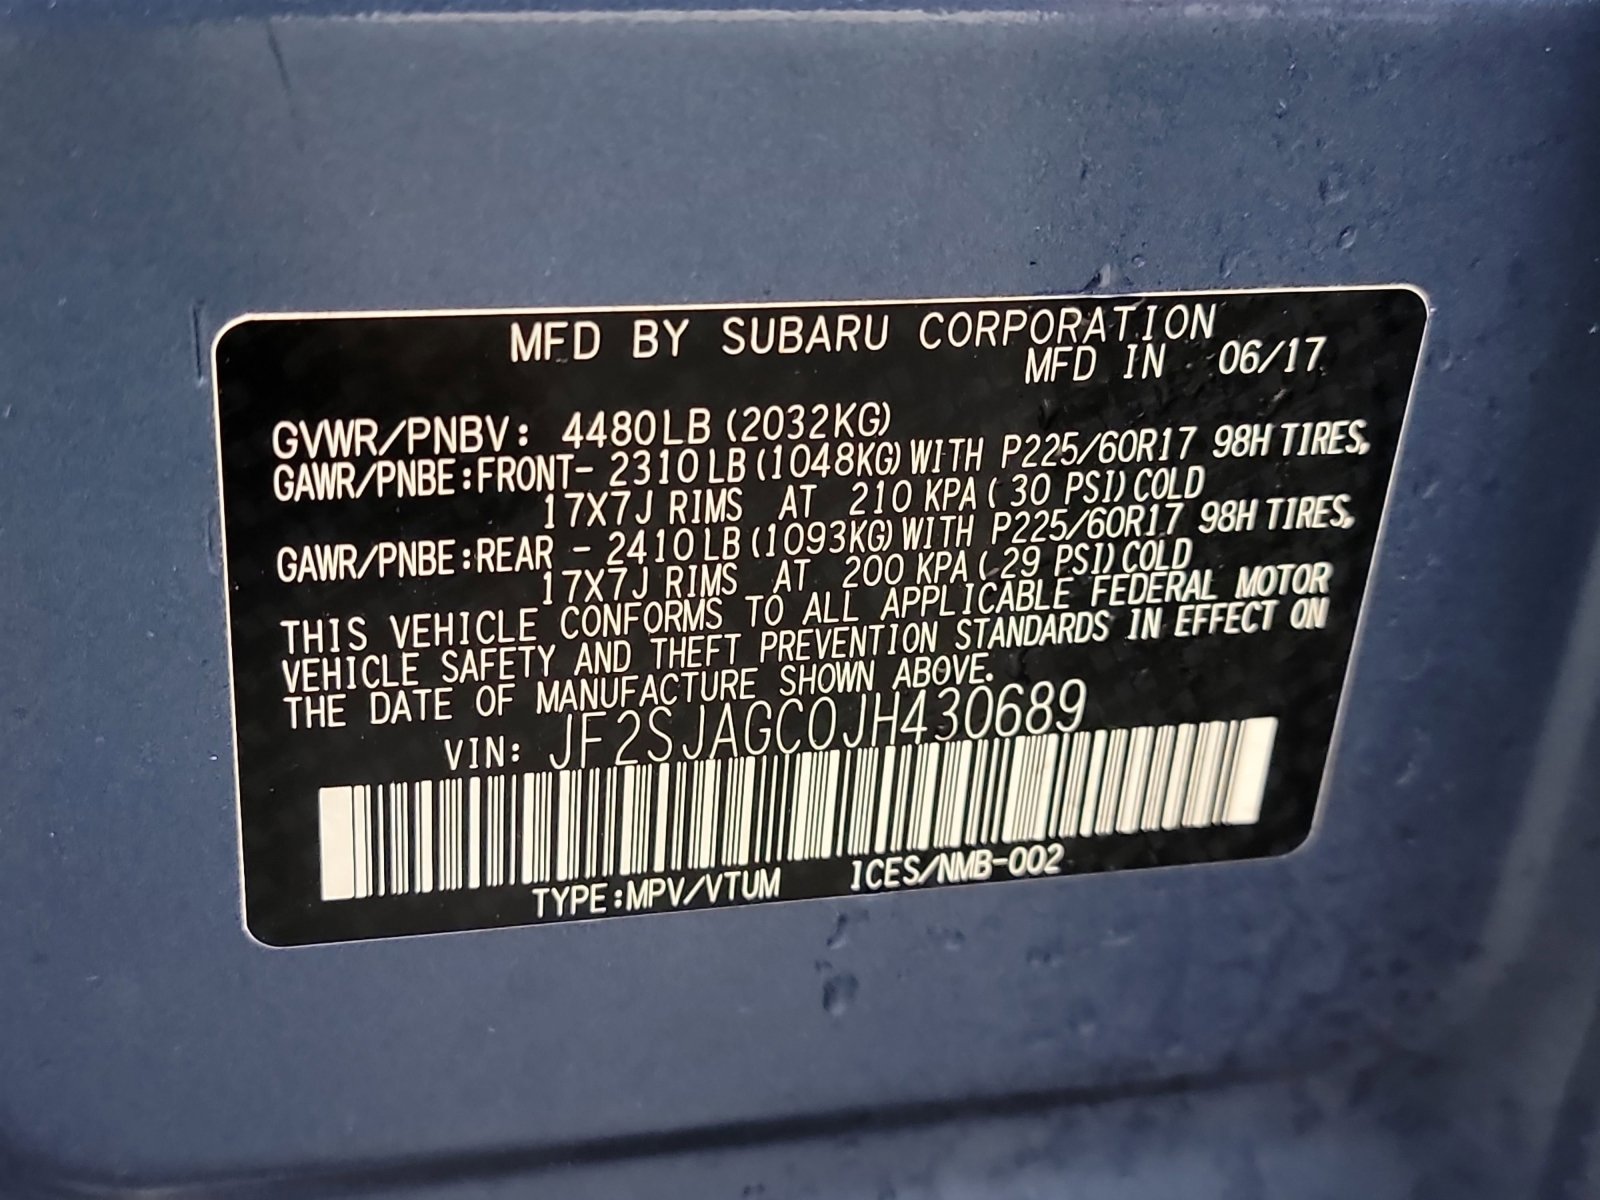 MFD BY SUBARU CORPORATION
MFD IN 06/17
GVWR/PNBV: 4480LB (2032KG)
GAWR/PNBE:FRONT- 2310LB(1048KG)WITH P225/60R17 98H TIRES,
17X7J RIMS AT 210 KPA( 30 PSI)COLD
GAWR/PNBE:REAR - 2410LB(1093KG)WITH P225/60R17 98H TIRES,
17X7J RIMS AT 200 KPA( 29 PSI)COLD
THIS VEHICLE CONFORMS TO ALL APPLICABLE FEDERAL MOTOR
VEHICLE SAFETY AND THEFT PREVENTION STANDARDS IN EFFECT ON
THE DATE OF MANUFACTURE SHOWN ABOVE.
VIN: JF2SJAGC0JH430689
TYPE:MPV/VTUM ICES/NMB-002